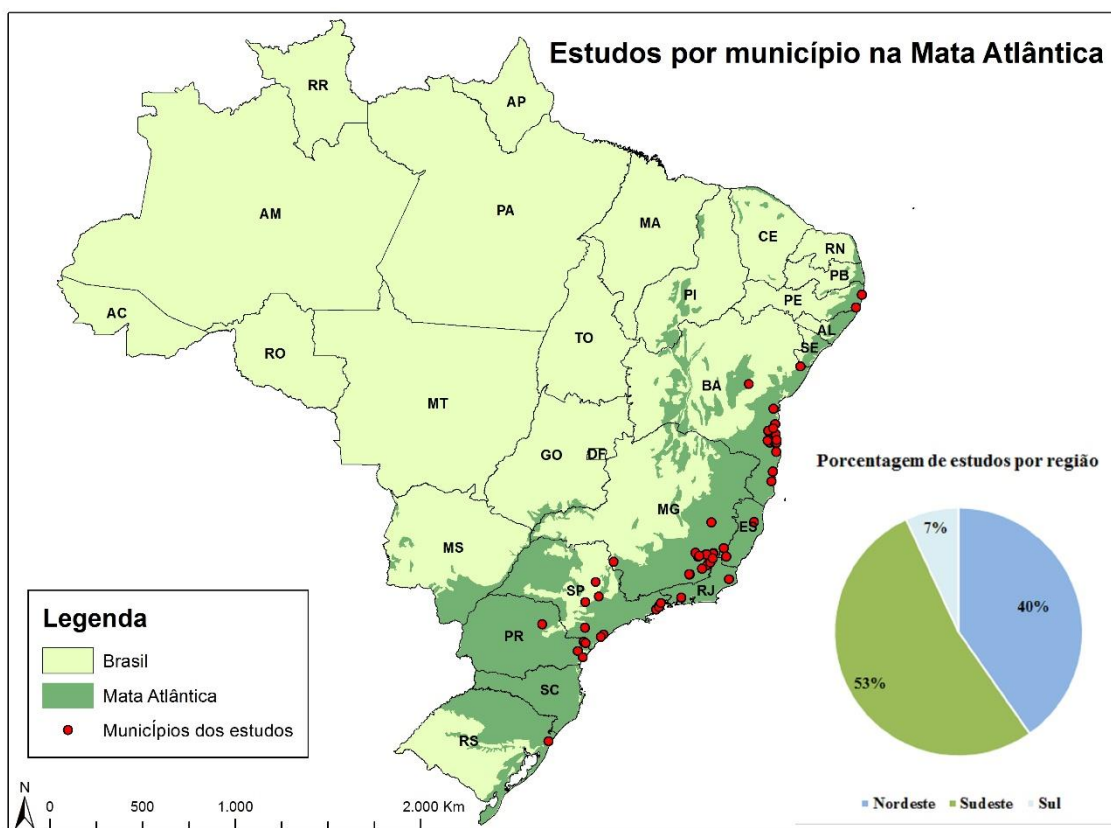 Estudos por município na Mata Atlântica
RR
AP
AM
PA
MA
CE
RN
PB
PE
PI
AL
SE
AC
TO
RO
BA
MT
GO
DF
MG
ES
MS
SP
RJ
PR
SC
RS
Porcentagem de estudos por região
7%
40%
53%
Nordeste
Sudeste
Sul
Legenda
Brasil
Mata Atlântica
Municípios dos estudos
N
0
500
1.000
2.000 Km